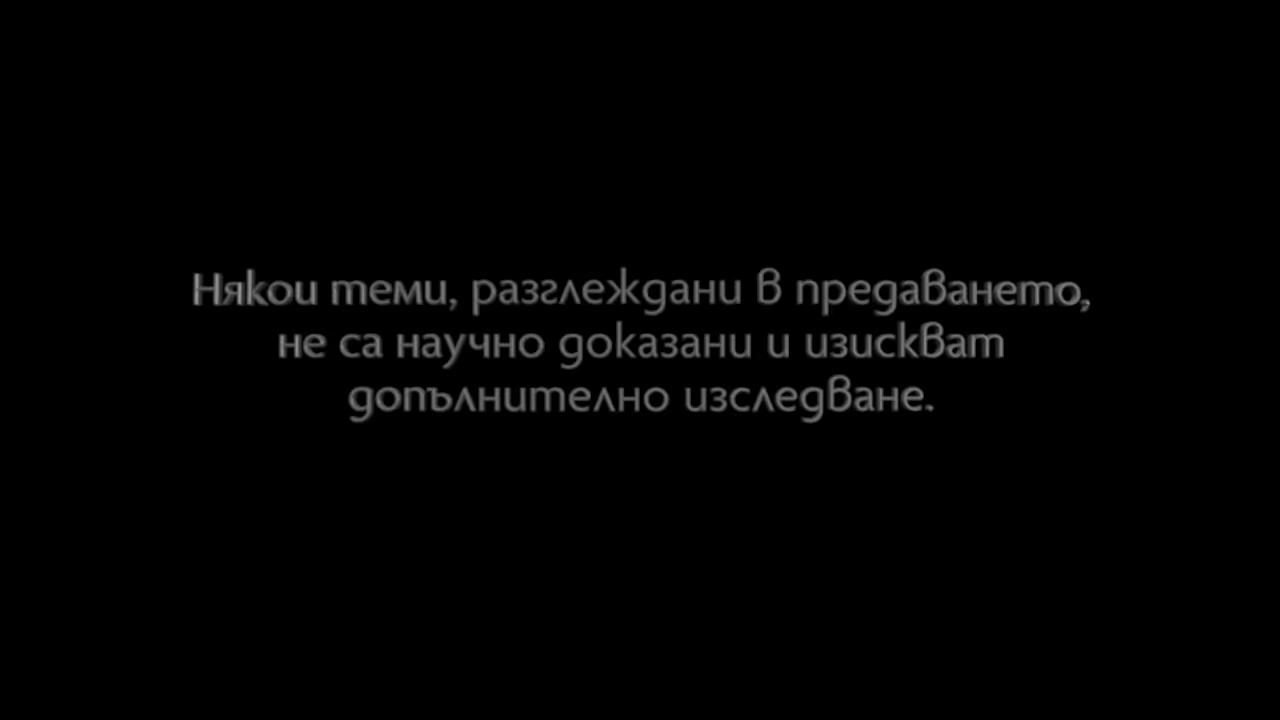 Някои теми, разглеждани в предаването,
не са научно доказани и изискват
допълнително изследване.